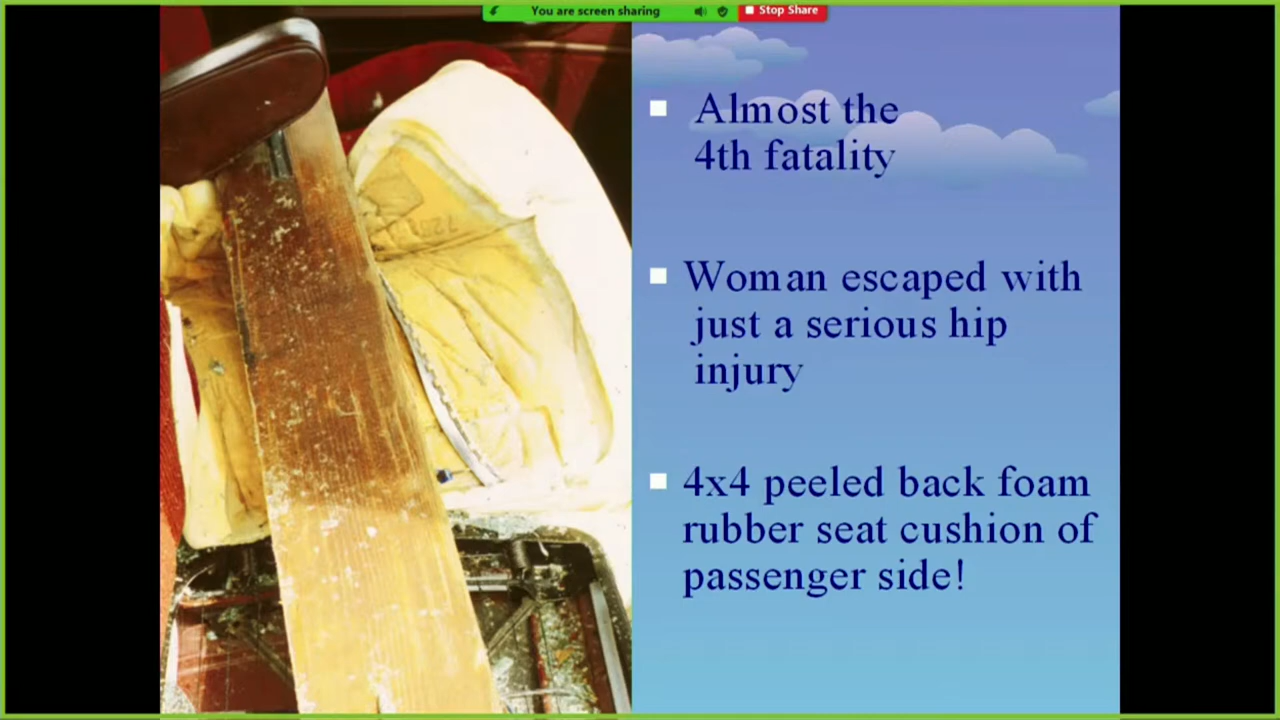 You are screen sharing
Stop Share
Almost the
4th fatality
Woman escaped with
just a serious hip
injury
4x4 peeled back foam
rubber seat cushion of
passenger side!